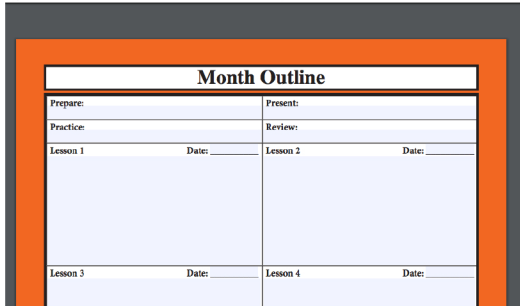 Month Outline
Prepare: Present:
Practice: Review:
Lesson 1 Date: Lesson 2 Date:
Lesson 3 Date: Lesson 4 Date: